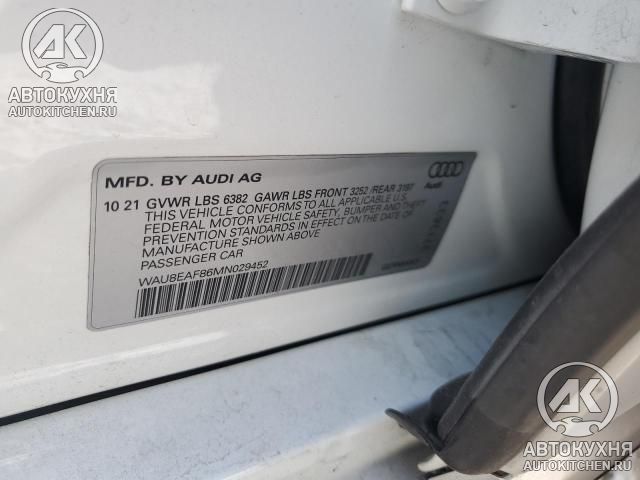 АК
АВТОКУХНЯ
AUTOKITCHEN.RU
MFD. BY AUDI AG
Audi
10 21 GVWR LBS 6382 GAWR LBS FRONT 3252 /REAR 3197
THIS VEHICLE CONFORMS TO ALL APPLICABLE U.S.
FEDERAL MOTOR VEHICLE SAFETY, BUMPER AND THEFT
PREVENTION STANDARDS IN EFFECT ON THE DATE OF
MANUFACTURE SHOWN ABOVE
PASSENGER CAR
WAU8EAF86MN029452
АК
АВТОКУХНЯ
AUTOKITCHEN.RU